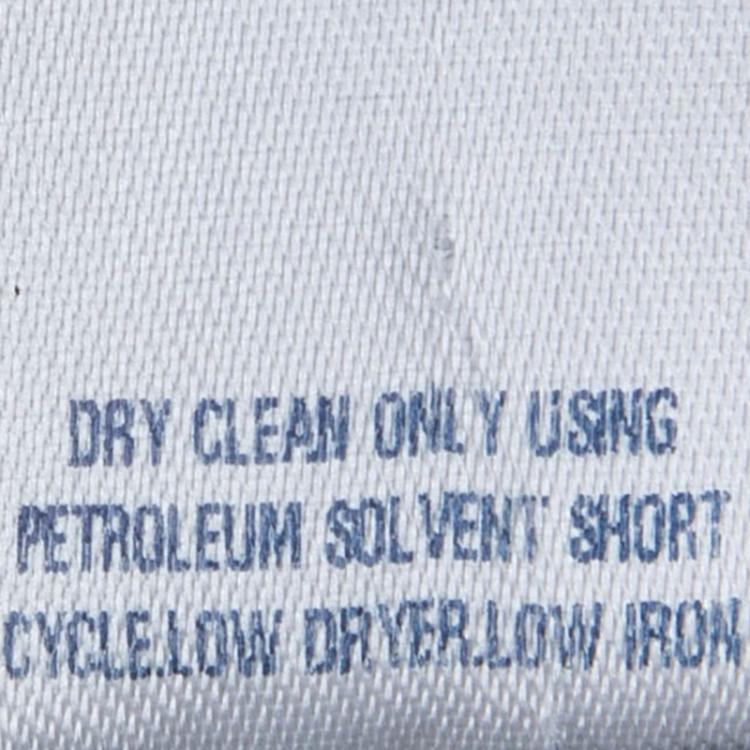 DRY CLEAN ONLY USING
PETROLEUM SOLVENT SHORT
CYCLE.LOW DRYER.LOW IRON